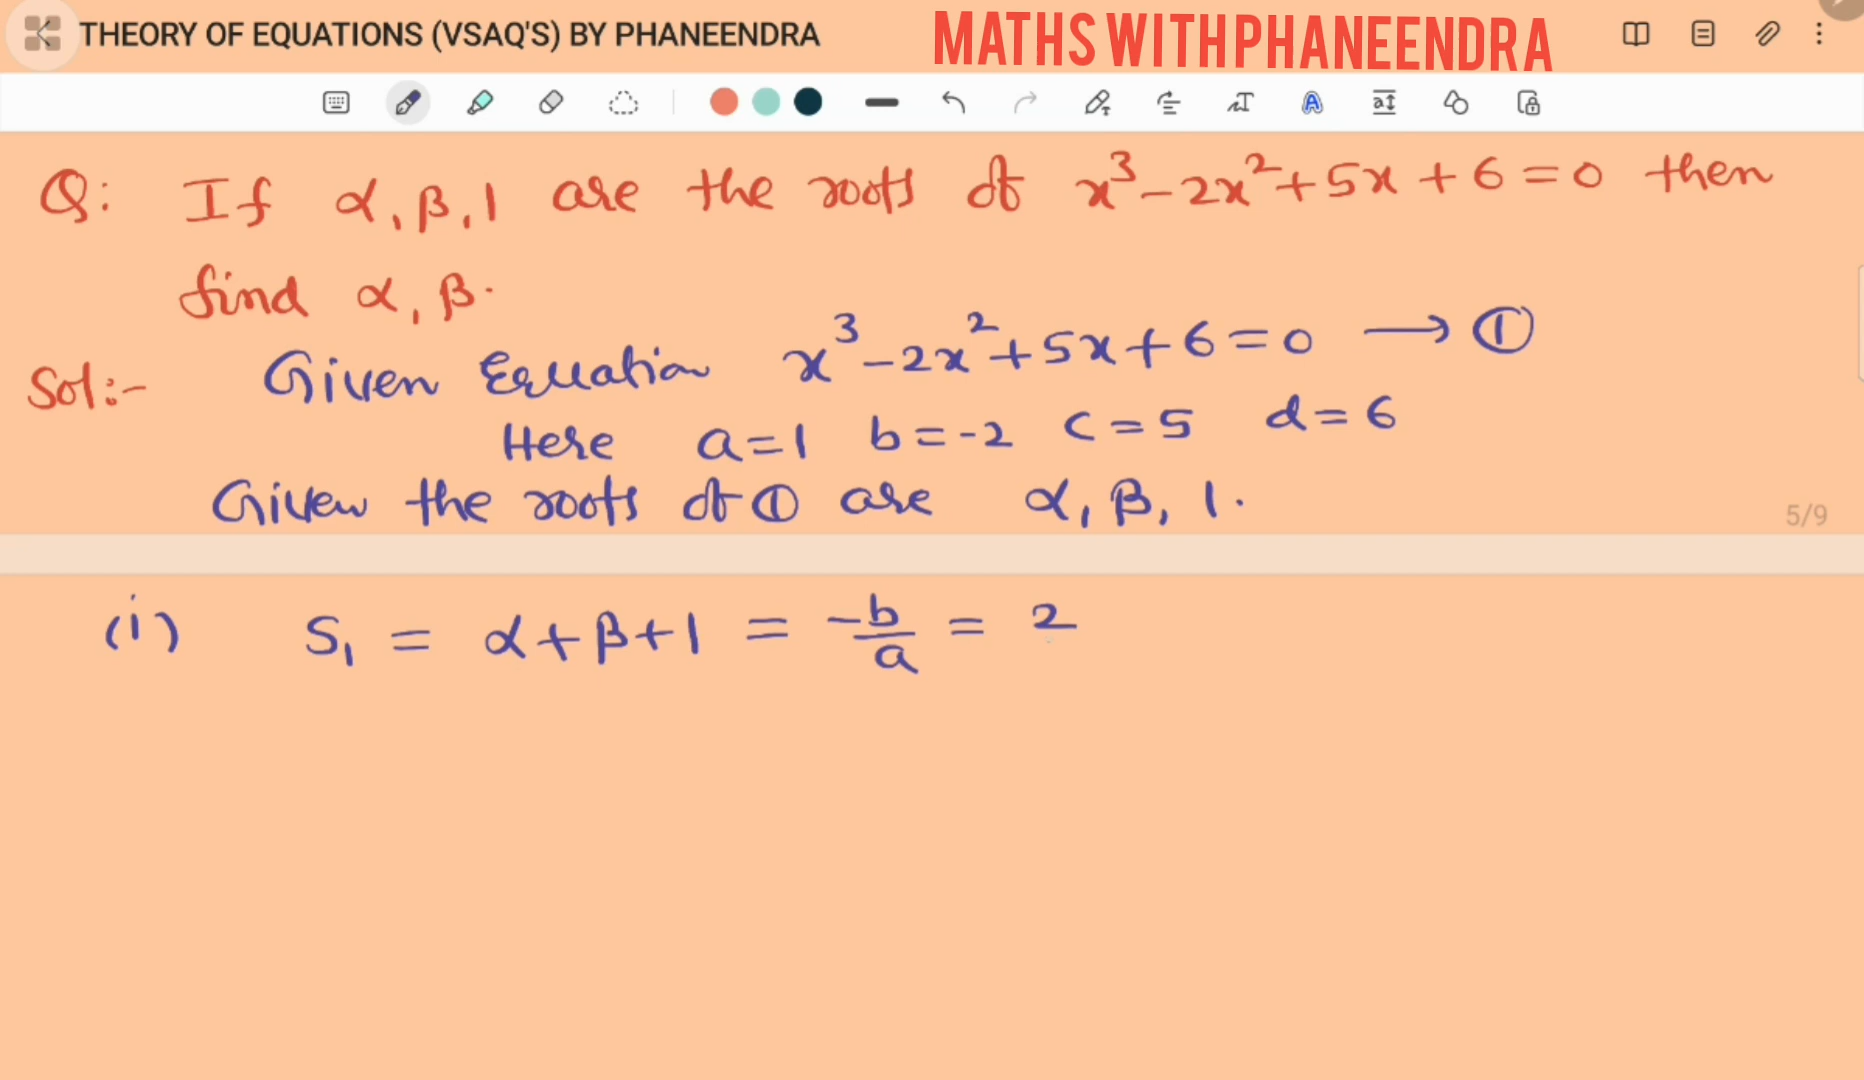 THEORY OF EQUATIONS (VSAQ'S) BY PHANEENDRA
MATHS WITH PHANEENDRA
Q: If α, β, 1 are the roots of x³ - 2x² + 5x + 6 = 0 then
find α, β.
Sol:- Given Equation x³ - 2x² + 5x + 6 = 0 → ①
Here a = 1 b = -2 c = 5 d = 6
Given the roots of ① are α, β, 1.
5/9
(i) S₁ = α + β + 1 = -b/a = 2